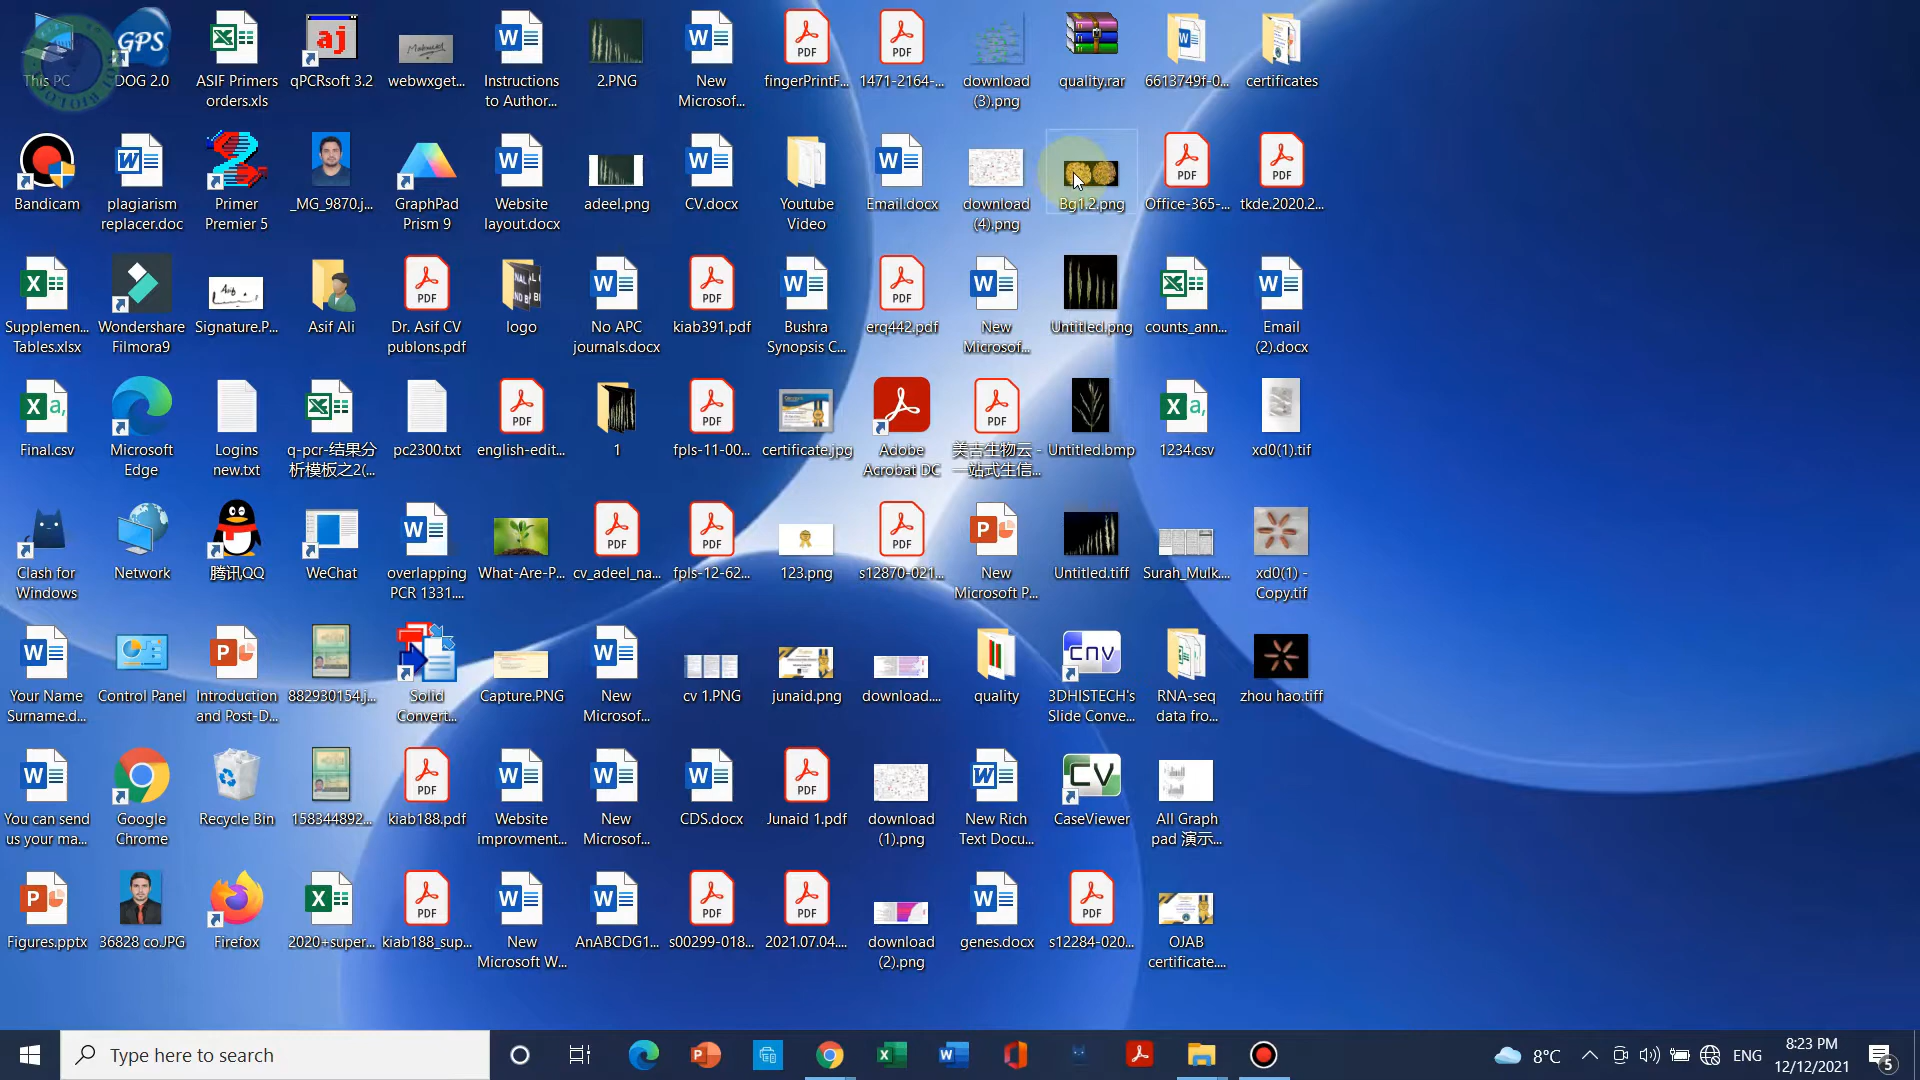 This PC
DOG 2.0
ASIF Primers
orders.xls
qPCRsoft 3.2
webwxget...
Instructions
to Author...
2.PNG
New
Microsof...
fingerPrintF...
1471-2164-...
download
(3).png
quality.rar
6613749f-0...
certificates
Bandicam
plagiarism
replacer.doc
Primer
Premier 5
_MG_9870.j...
GraphPad
Prism 9
Website
layout.docx
adeel.png
CV.docx
Youtube
Video
Email.docx
download
(4).png
Bg1.2.png
Office-365-...
tkde.2020.2...
Supplemen...
Tables.xlsx
Wondershare
Filmora9
Signature.P...
Asif Ali
Dr. Asif CV
publons.pdf
logo
No APC
journals.docx
kiab391.pdf
Bushra
Synopsis C...
erq442.pdf
New
Microsof...
Untitled.png
counts_ann...
Email
(2).docx
Final.csv
Microsoft
Edge
Logins
new.txt
q-pcr-结果分
析模板之2(...
pc2300.txt
english-edit...
1
fpls-11-00...
certificate.jpg
Adobe
Acrobat DC
美吉生物云 -
一站式生信...
Untitled.bmp
1234.csv
xd0(1).tif
Clash for
Windows
Network
腾讯QQ
WeChat
overlapping
PCR 1331....
What-Are-P...
cv_adeel_na...
fpls-12-62...
123.png
s12870-021...
New
Microsoft P...
Untitled.tiff
Surah_Mulk....
xd0(1) -
Copy.tif
Your Name
Surname.d...
Control Panel
Introduction
and Post-D...
882930154.j...
Solid
Convert...
Capture.PNG
New
Microsof...
cv 1.PNG
junaid.png
download....
quality
3DHISTECH's
Slide Conve...
RNA-seq
data fro...
zhou hao.tiff
You can send
us your ma...
Google
Chrome
Recycle Bin
158344892...
kiab188.pdf
Website
improvment...
New
Microsof...
CDS.docx
Junaid 1.pdf
download
(1).png
New Rich
Text Docu...
CaseViewer
All Graph
pad 演示...
Figures.pptx
36828 co.JPG
Firefox
2020+super...
kiab188_sup...
New
Microsoft W...
AnABCDG1...
s00299-018...
2021.07.04....
download
(2).png
genes.docx
s12284-020...
OJAB
certificate....
Type here to search
8°C
ENG
8:23 PM
12/12/2021
5